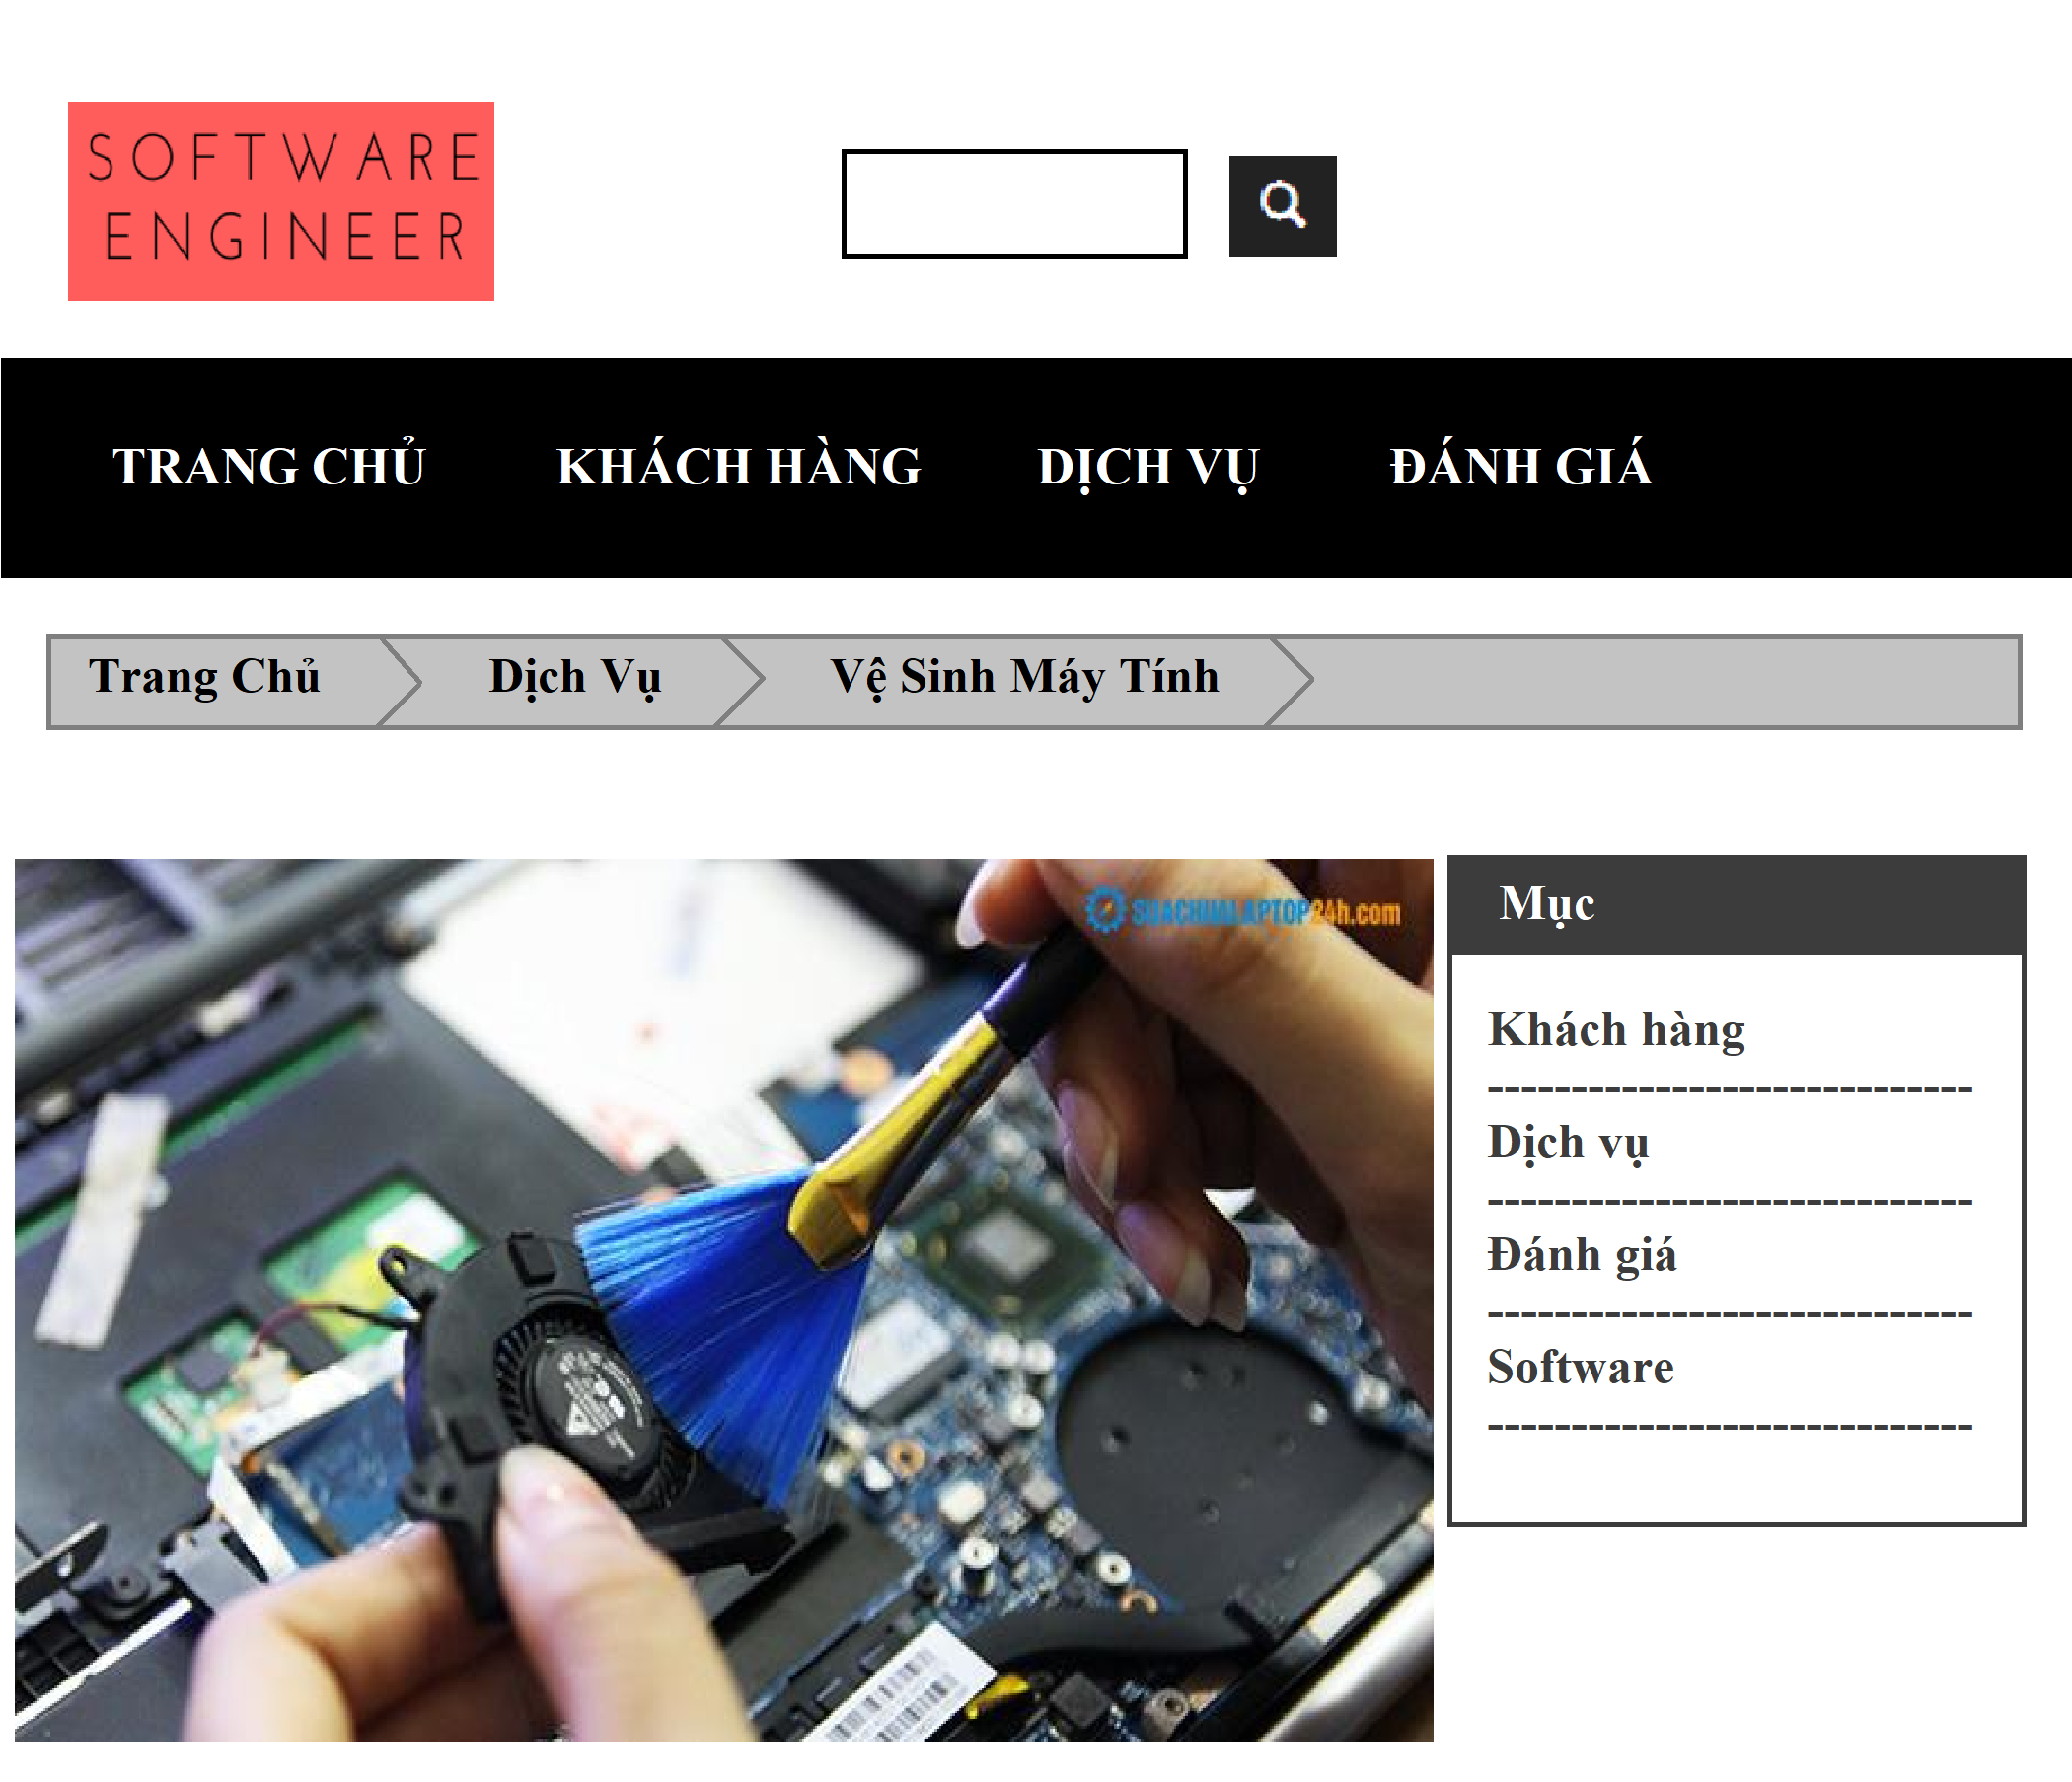 SOFTWARE
ENGINEER
TRANG CHỦ KHÁCH HÀNG DỊCH VỤ ĐÁNH GIÁ
Trang Chủ Dịch Vụ Vệ Sinh Máy Tính
SUACHUALAPTOP24h.com
Mục
Khách hàng
-----------------------------
Dịch vụ
-----------------------------
Đánh giá
-----------------------------
Software
-----------------------------